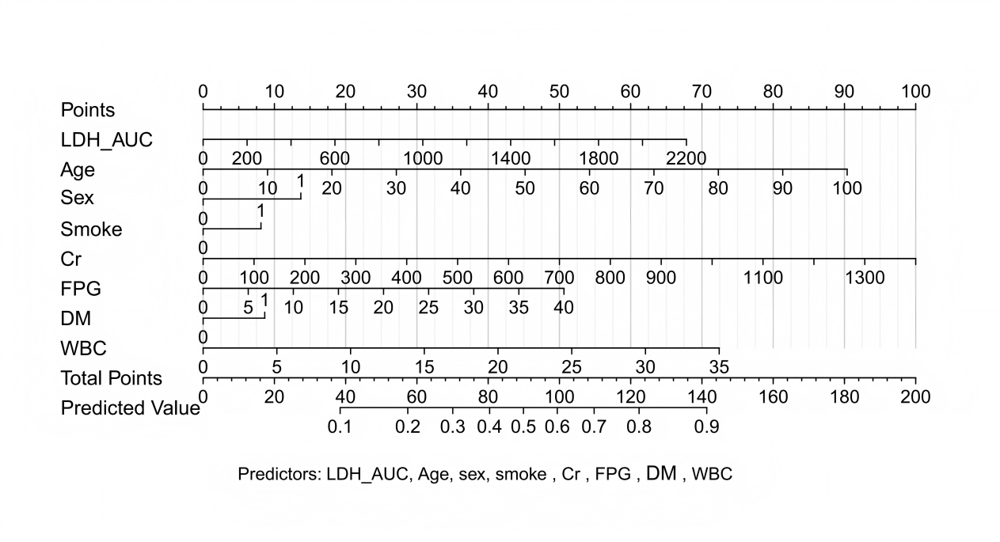 0 10 20 30 40 50 60 70 80 90 100
Points
LDH_AUC
0 200 600 1000 1400 1800 2200
Age
0 10 20 30 40 50 60 70 80 90 100
1
Sex
0
1
Smoke
0
Cr
0 100 200 300 400 500 600 700 800 900 1100 1300
FPG
0 5 10 15 20 25 30 35 40
1
DM
0
WBC
0 5 10 15 20 25 30 35
Total Points
0 20 40 60 80 100 120 140 160 180 200
Predicted Value
0.1 0.2 0.3 0.4 0.5 0.6 0.7 0.8 0.9
Predictors: LDH_AUC, Age, sex, smoke , Cr , FPG , DM , WBC